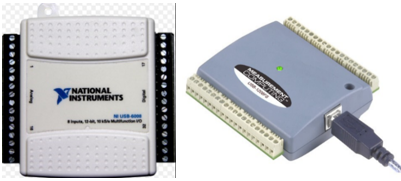 NATIONAL
INSTRUMENTS
Analog
Digital
NI USB-6008
8 Inputs, 12-bit, 10 kS/s Multifunction I/O
MEASUREMENT
COMPUTING